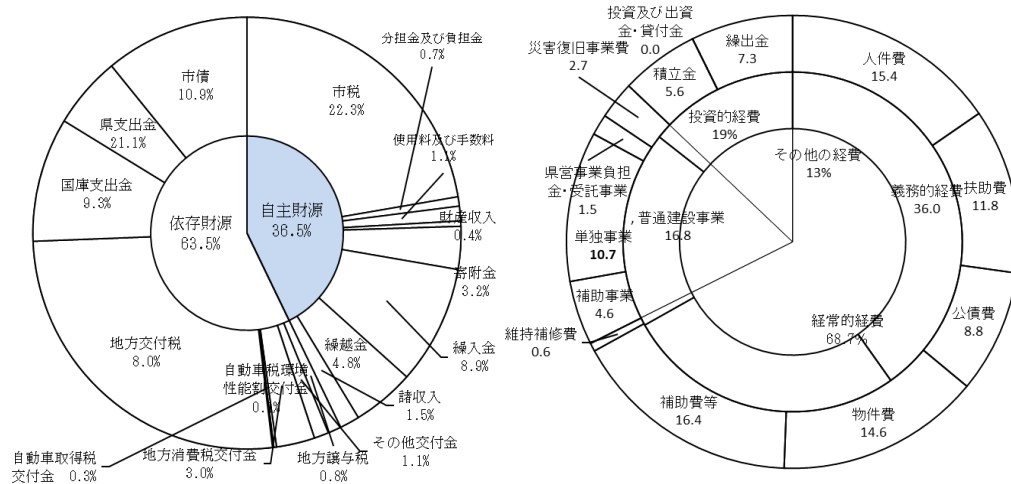 市税
22.3%
分担金及び負担金
0.7%
使用料及び手数料
1.1%
財産収入
0.4%
寄附金
3.2%
繰入金
8.9%
繰越金
4.8%
諸収入
1.5%
その他交付金
1.1%
地方譲与税
0.8%
自動車税環境
性能割交付金
地方消費税交付金
3.0%
自動車取得税
交付金 0.3%
地方交付税
8.0%
国庫支出金
9.3%
県支出金
21.1%
市債
10.9%
自主財源
36.5%
依存財源
63.5%
投資及び出資
金・貸付金
0.0
繰出金
7.3
人件費
15.4
災害復旧事業費
2.7
積立金
5.6
投資的経費
19%
その他の経費
13%
県営事業負担
金・受託事業
1.5
義務的経費
36.0
扶助費
11.8
,普通建設事業
16.8
単独事業
10.7
補助事業
4.6
維持補修費
0.6
経常的経費
68.7%
公債費
8.8
補助費等
16.4
物件費
14.6